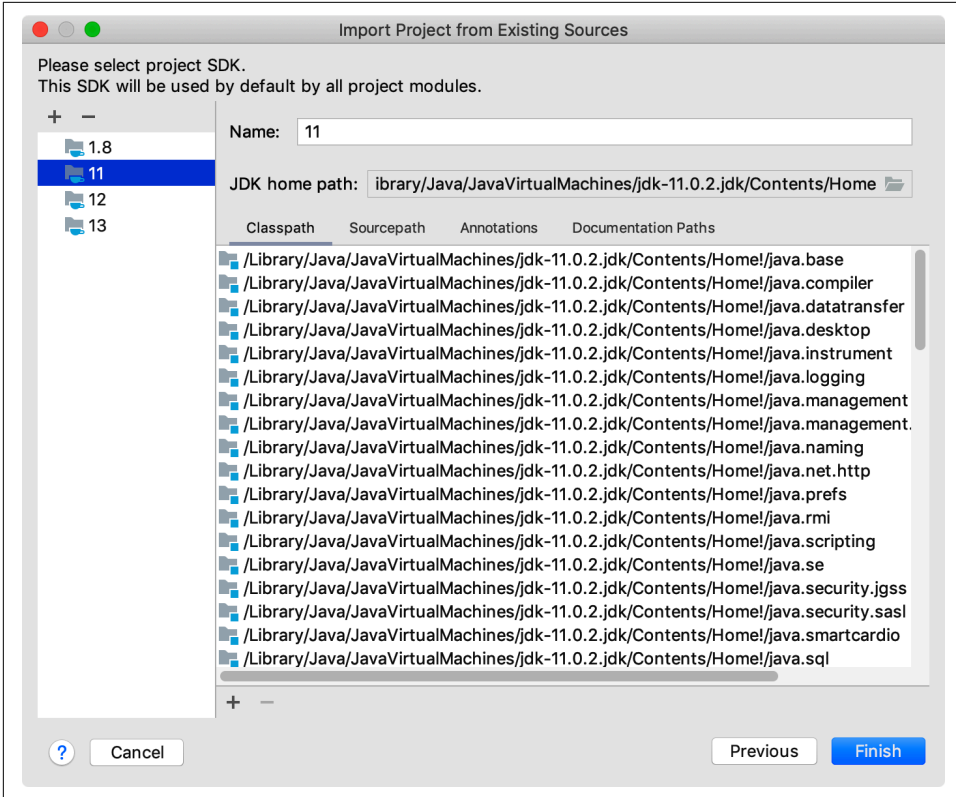 Import Project from Existing Sources
Please select project SDK.
This SDK will be used by default by all project modules.
+ −
1.8
11
12
13
Name: 11
JDK home path: ibrary/Java/JavaVirtualMachines/jdk-11.0.2.jdk/Contents/Home
Classpath Sourcepath Annotations Documentation Paths
/Library/Java/JavaVirtualMachines/jdk-11.0.2.jdk/Contents/Home!/java.base
/Library/Java/JavaVirtualMachines/jdk-11.0.2.jdk/Contents/Home!/java.compiler
/Library/Java/JavaVirtualMachines/jdk-11.0.2.jdk/Contents/Home!/java.datatransfer
/Library/Java/JavaVirtualMachines/jdk-11.0.2.jdk/Contents/Home!/java.desktop
/Library/Java/JavaVirtualMachines/jdk-11.0.2.jdk/Contents/Home!/java.instrument
/Library/Java/JavaVirtualMachines/jdk-11.0.2.jdk/Contents/Home!/java.logging
/Library/Java/JavaVirtualMachines/jdk-11.0.2.jdk/Contents/Home!/java.management
/Library/Java/JavaVirtualMachines/jdk-11.0.2.jdk/Contents/Home!/java.management.
/Library/Java/JavaVirtualMachines/jdk-11.0.2.jdk/Contents/Home!/java.naming
/Library/Java/JavaVirtualMachines/jdk-11.0.2.jdk/Contents/Home!/java.net.http
/Library/Java/JavaVirtualMachines/jdk-11.0.2.jdk/Contents/Home!/java.prefs
/Library/Java/JavaVirtualMachines/jdk-11.0.2.jdk/Contents/Home!/java.rmi
/Library/Java/JavaVirtualMachines/jdk-11.0.2.jdk/Contents/Home!/java.scripting
/Library/Java/JavaVirtualMachines/jdk-11.0.2.jdk/Contents/Home!/java.se
/Library/Java/JavaVirtualMachines/jdk-11.0.2.jdk/Contents/Home!/java.security.jgss
/Library/Java/JavaVirtualMachines/jdk-11.0.2.jdk/Contents/Home!/java.security.sasl
/Library/Java/JavaVirtualMachines/jdk-11.0.2.jdk/Contents/Home!/java.smartcardio
/Library/Java/JavaVirtualMachines/jdk-11.0.2.jdk/Contents/Home!/java.sql
+ −
? Cancel Previous Finish